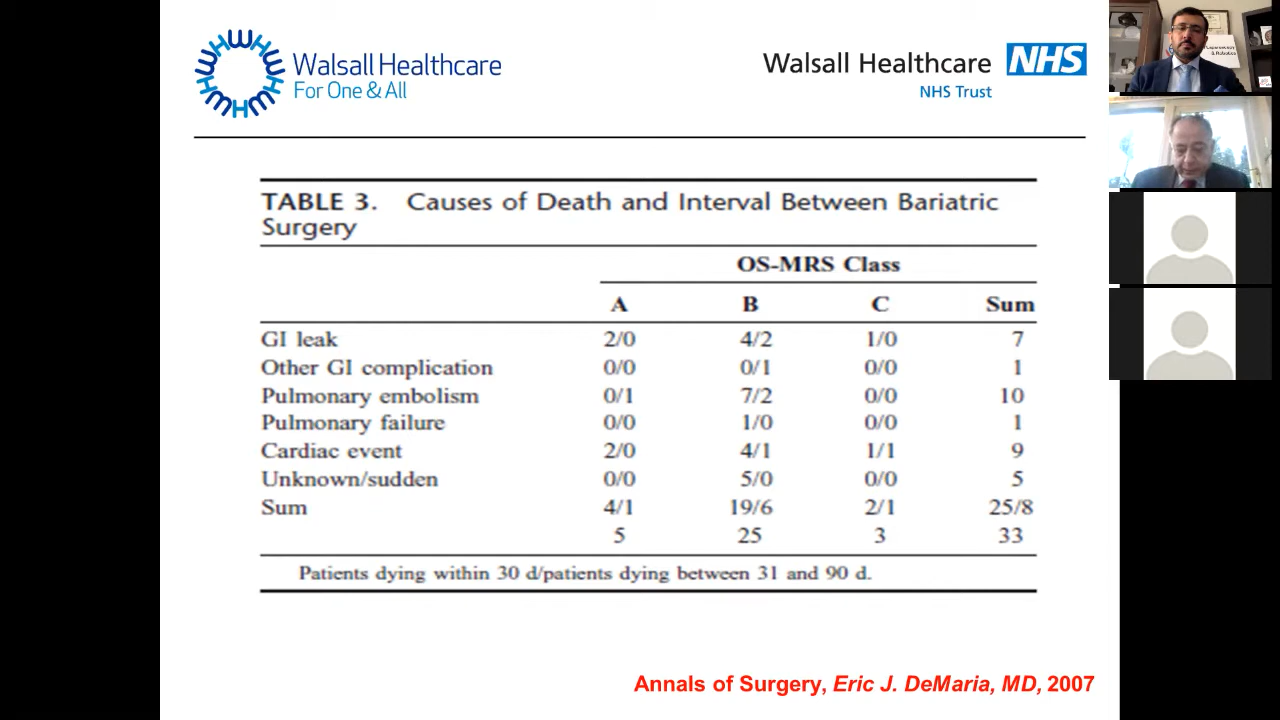 Walsall Healthcare
For One & All
Walsall Healthcare NHS
NHS Trust
TABLE 3. Causes of Death and Interval Between Bariatric
Surgery
OS-MRS Class
A B C Sum
GI leak 2/0 4/2 1/0 7
Other GI complication 0/0 0/1 0/0 1
Pulmonary embolism 0/1 7/2 0/0 10
Pulmonary failure 0/0 1/0 0/0 1
Cardiac event 2/0 4/1 1/1 9
Unknown/sudden 0/0 5/0 0/0 5
Sum 4/1 19/6 2/1 25/8
5 25 3 33
Patients dying within 30 d/patients dying between 31 and 90 d.
Annals of Surgery, Eric J. DeMaria, MD, 2007
& Robotics